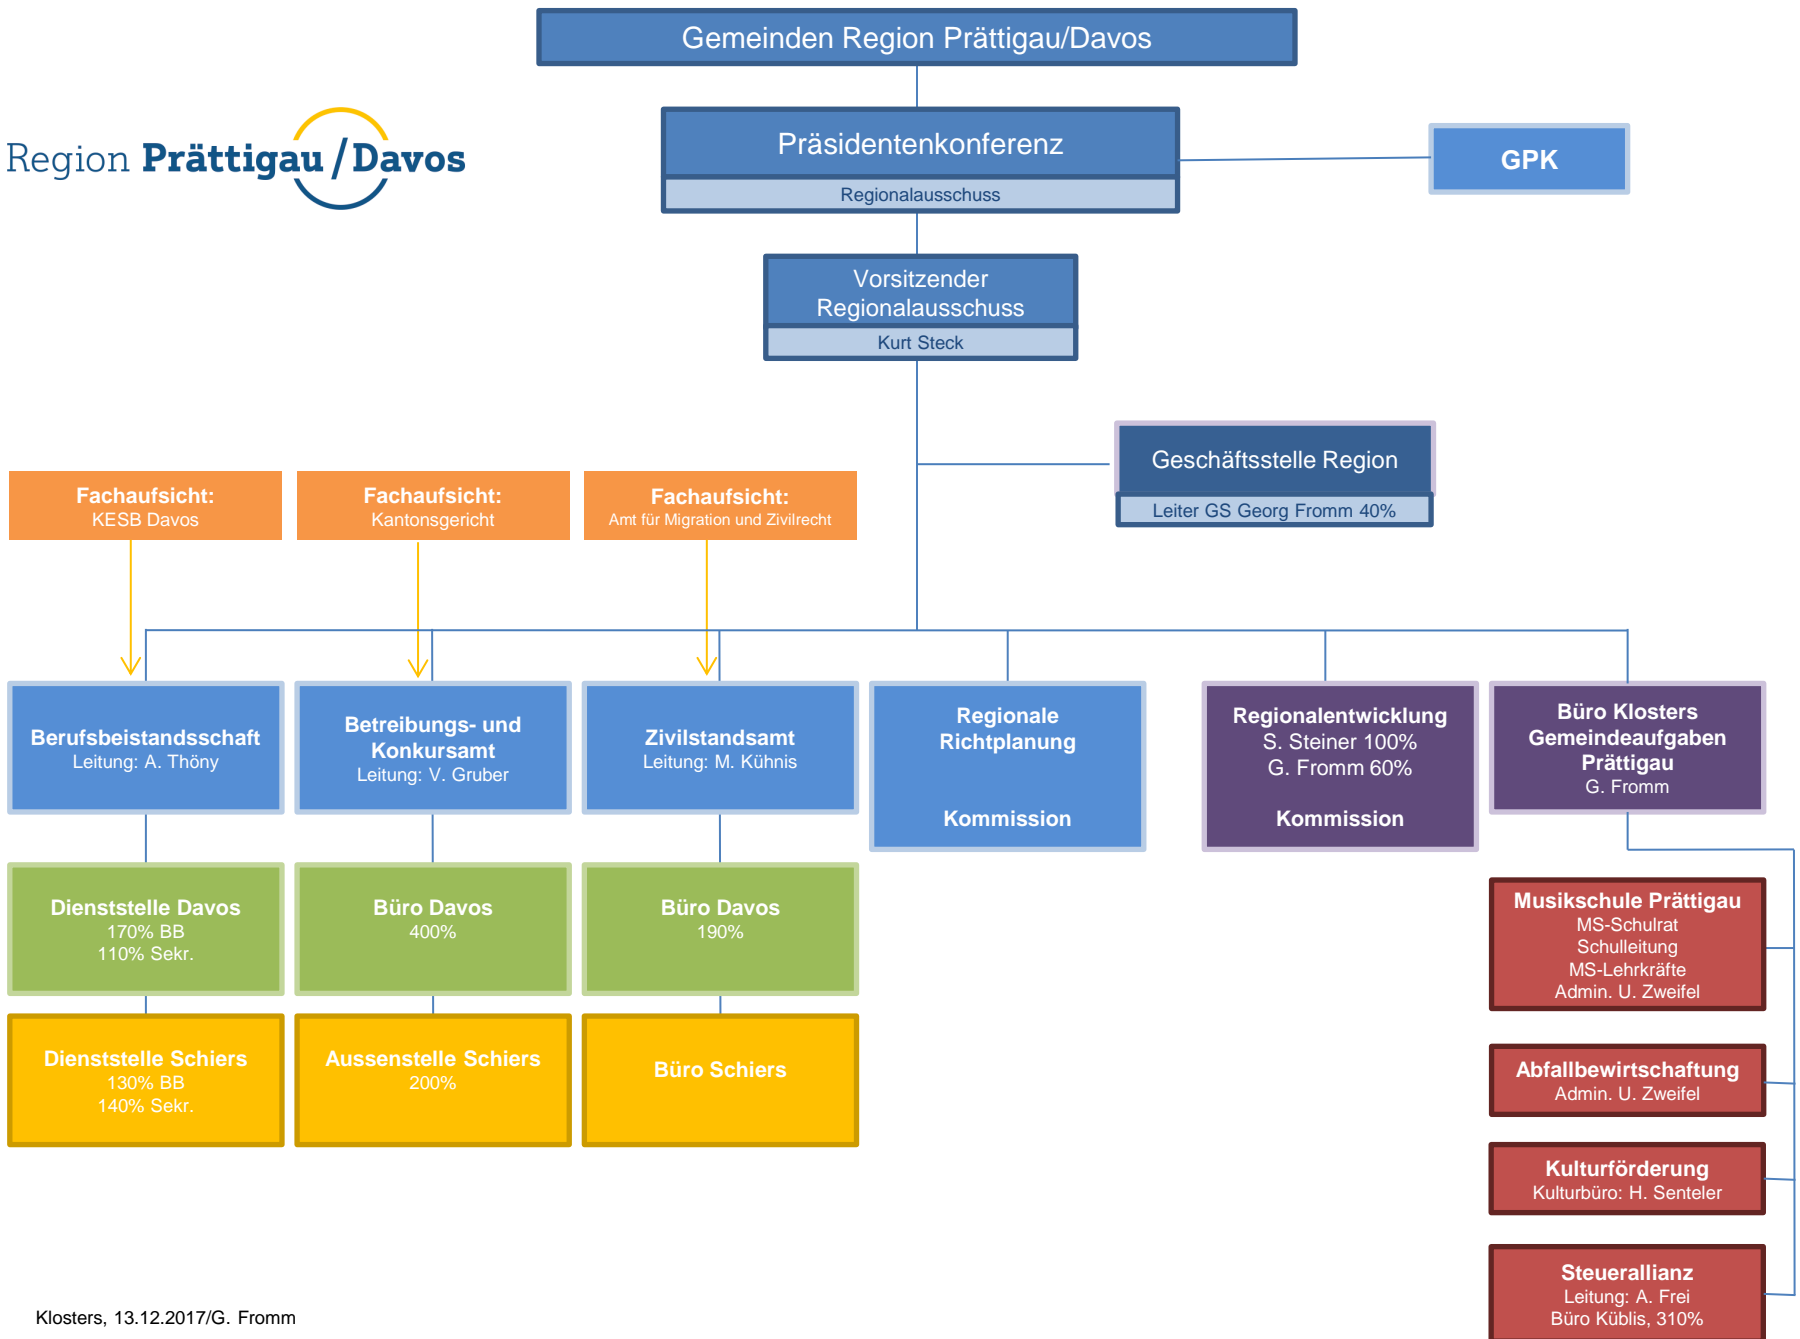 Gemeinden Region Prättigau/Davos
Region Prättigau/Davos
Präsidentenkonferenz
Regionalausschuss
GPK
Vorsitzender
Regionalausschuss
Kurt Steck
Geschäftsstelle Region
Leiter GS Georg Fromm 40%
Fachaufsicht:
KESB Davos
Fachaufsicht:
Kantonsgericht
Fachaufsicht:
Amt für Migration und Zivilrecht
Berufsbeistandsschaft
Leitung: A. Thöny
Betreibungs- und
Konkursamt
Leitung: V. Gruber
Zivilstandsamt
Leitung: M. Kühnis
Regionale
Richtplanung
Kommission
Regionalentwicklung
S. Steiner 100%
G. Fromm 60%
Kommission
Büro Klosters
Gemeindeaufgaben
Prättigau
G. Fromm
Dienststelle Davos
170% BB
110% Sekr.
Büro Davos
400%
Büro Davos
190%
Musikschule Prättigau
MS-Schulrat
Schulleitung
MS-Lehrkräfte
Admin. U. Zweifel
Dienststelle Schiers
130% BB
140% Sekr.
Aussenstelle Schiers
200%
Büro Schiers
Abfallbewirtschaftung
Admin. U. Zweifel
Kulturförderung
Kulturbüro: H. Senteler
Steuerallianz
Leitung: A. Frei
Büro Küblis, 310%
Klosters, 13.12.2017/G. Fromm